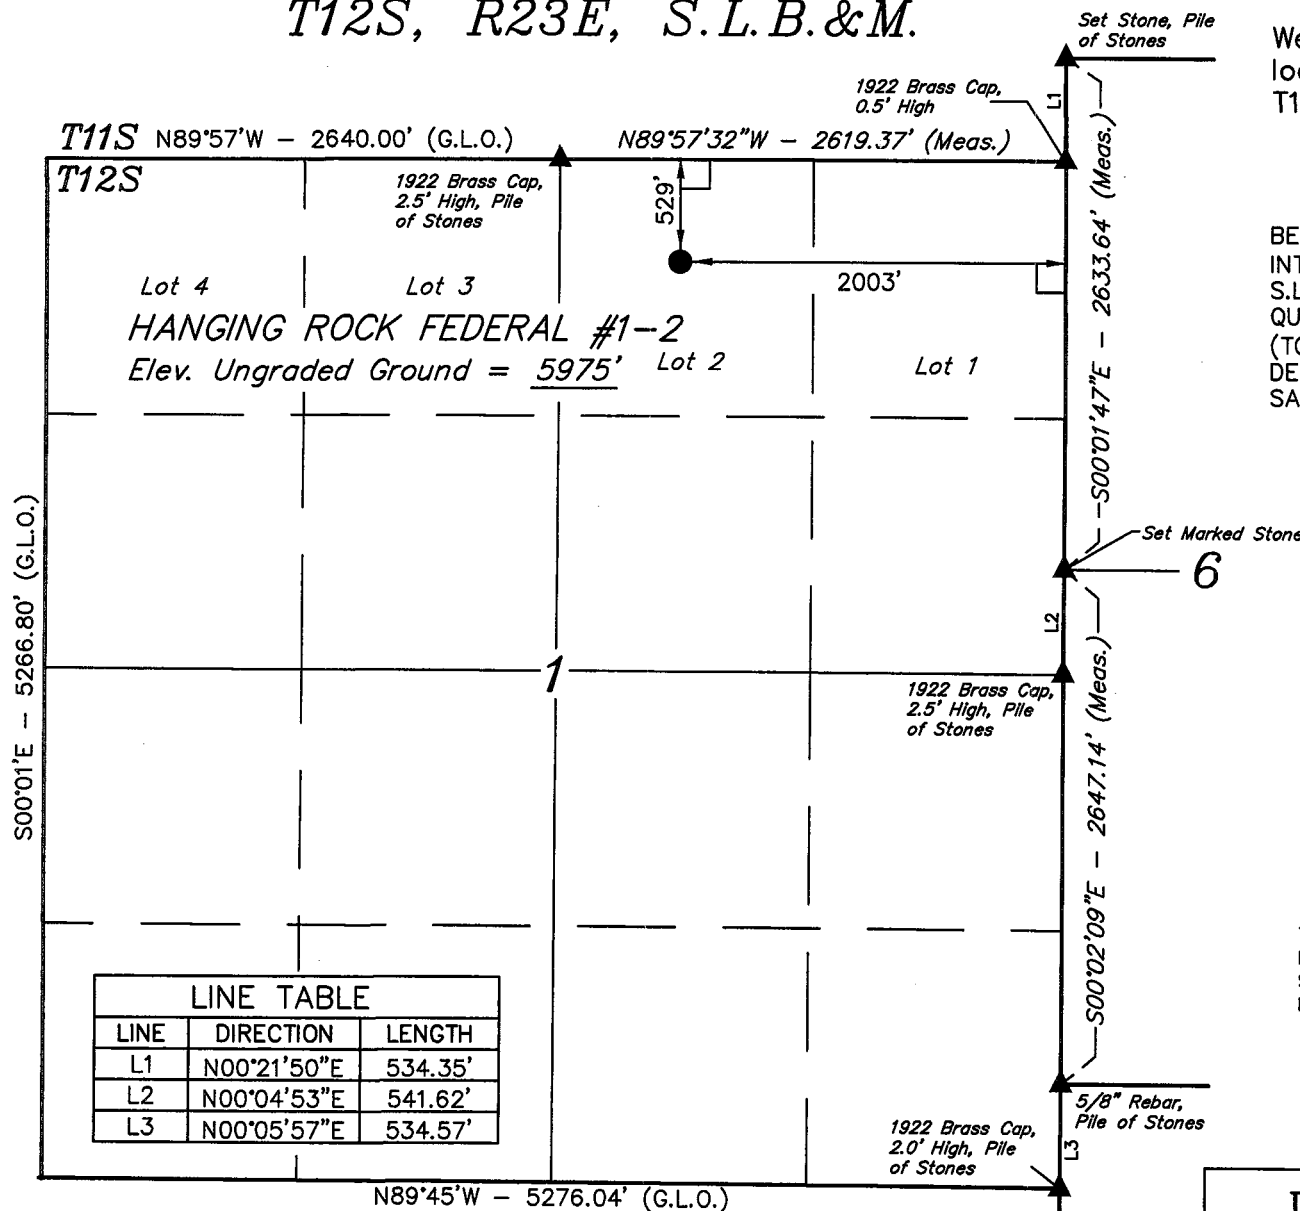 T12S, R23E, S.L.B.&M.
Set Stone, Pile
of Stones
1922 Brass Cap,
0.5' High
L1
T11S
N89°57'W - 2640.00' (G.L.O.)
N89°57'32"W - 2619.37' (Meas.)
T12S
1922 Brass Cap,
2.5' High, Pile
of Stones
529'
2003'
S00°01'47"E - 2633.64' (Meas.)
Lot 4
Lot 3
HANGING ROCK FEDERAL #1-2
Elev. Ungraded Ground = 5975'
Lot 2
Lot 1
We
T1
BE
INT
S.L
QU
(TO
DE
SA
Set Marked Stone
6
L2
S00°01'E - 5266.80' (G.L.O.)
1
1922 Brass Cap,
2.5' High, Pile
of Stones
S00°02'09"E - 2647.14' (Meas.)
LINE TABLE
LINE DIRECTION LENGTH
L1 N00°21'50"E 534.35'
L2 N00°04'53"E 541.62'
L3 N00°05'57"E 534.57'
5/8" Rebar,
Pile of Stones
1922 Brass Cap,
2.0' High, Pile
of Stones
L3
N89°45'W - 5276.04' (G.L.O.)